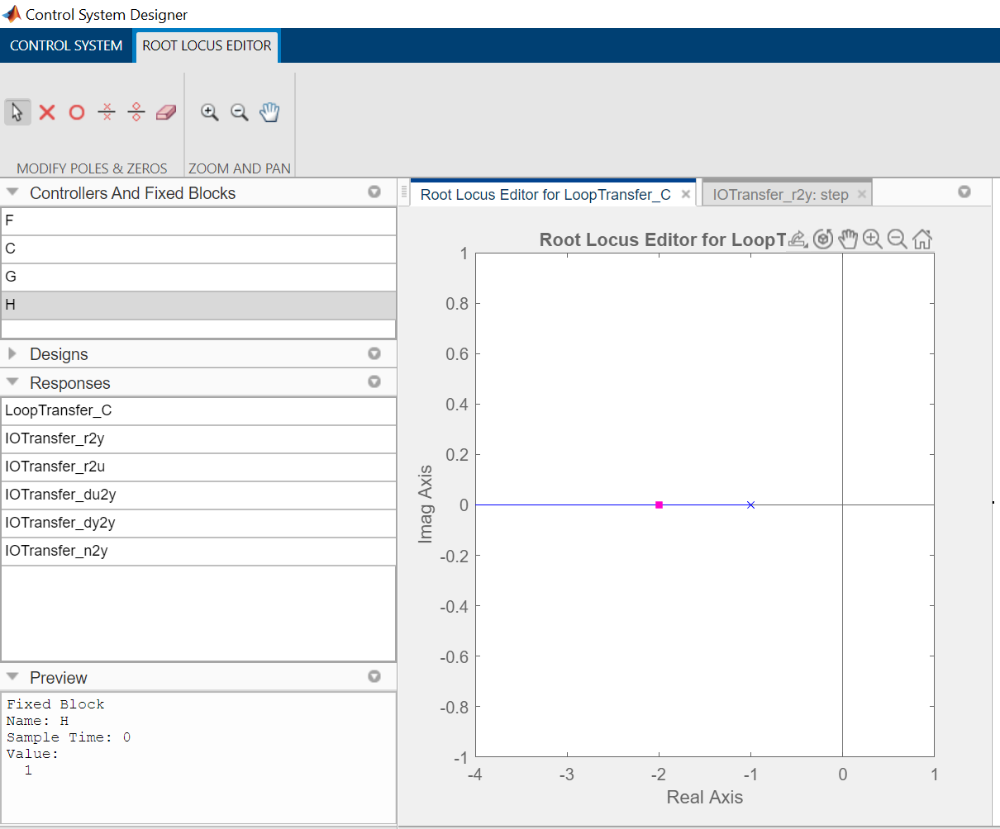 Control System Designer
CONTROL SYSTEM
ROOT LOCUS EDITOR
MODIFY POLES & ZEROS
ZOOM AND PAN
Controllers And Fixed Blocks
F
C
G
H
Designs
Responses
LoopTransfer_C
IOTransfer_r2y
IOTransfer_r2u
IOTransfer_du2y
IOTransfer_dy2y
IOTransfer_n2y
Preview
Fixed Block
Name: H
Sample Time: 0
Value:
1
Root Locus Editor for LoopTransfer_C
IOTransfer_r2y: step
Root Locus Editor for LoopT
1
0.8
0.6
0.4
0.2
0
-0.2
-0.4
-0.6
-0.8
-1
Imag Axis
-4 -3 -2 -1 0 1
Real Axis